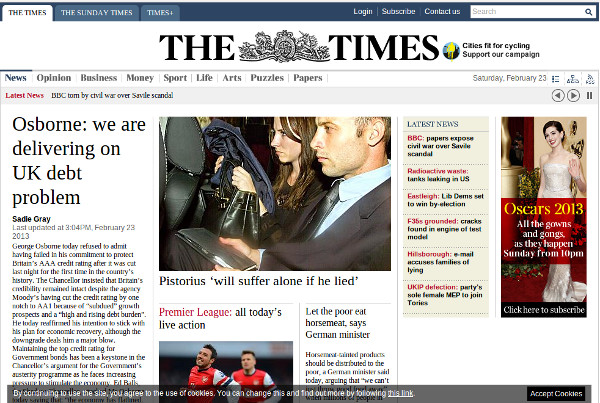 THE TIMES
THE SUNDAY TIMES
TIMES+
Login
Subscribe
Contact us
Search
THE TIMES
Cities fit for cycling
Support our campaign
News
Opinion
Business
Money
Sport
Life
Arts
Puzzles
Papers
Saturday, February 23
RSS
Latest News
BBC torn by civil war over Savile scandal
Osborne: we are
delivering on
UK debt
problem
Sadie Gray
Last updated at 3:04PM, February 23
2013
George Osborne today refused to admit
having failed in his commitment to protect
Britain's AAA credit rating after it was cut
last night for the first time in the country's
history. The Chancellor insisted that Britain's
credibility remained intact despite the agency
Moody's having cut the credit rating by one
notch to AA1 because of "subdued" growth
prospects and a "high and rising debt burden".
He today reaffirmed his intention to stick with
his plan for economic recovery, although the
downgrade deals him a major blow.
Maintaining the top credit rating for
Government bonds has been a keystone in the
Chancellor's argument for the Government's
austerity programme as he faces increasing
pressure to stimulate the economy. Ed Balls,
Pistorius 'will suffer alone if he lied'
Premier League: all today's
live action
Let the poor eat
horsemeat, says
German minister
Horsemeat-tainted products
should be distributed to the
poor, a German minister said
today, arguing that "we can't
LATEST NEWS
BBC: papers expose
civil war over Savile
scandal
Radioactive waste:
tanks leaking in US
Eastleigh: Lib Dems set
to win by-election
F35s grounded: cracks
found in engine of test
model
Hillsborough: e-mail
accuses families of
lying
UKIP defection: party's
sole female MEP to join
Tories
Oscars 2013
All the gowns
and gongs,
as they happen
Sunday from 10pm
Click here to subscribe
By continuing to use the site, you agree to the use of cookies. You can change this and find out more by following this link.
Accept Cookies